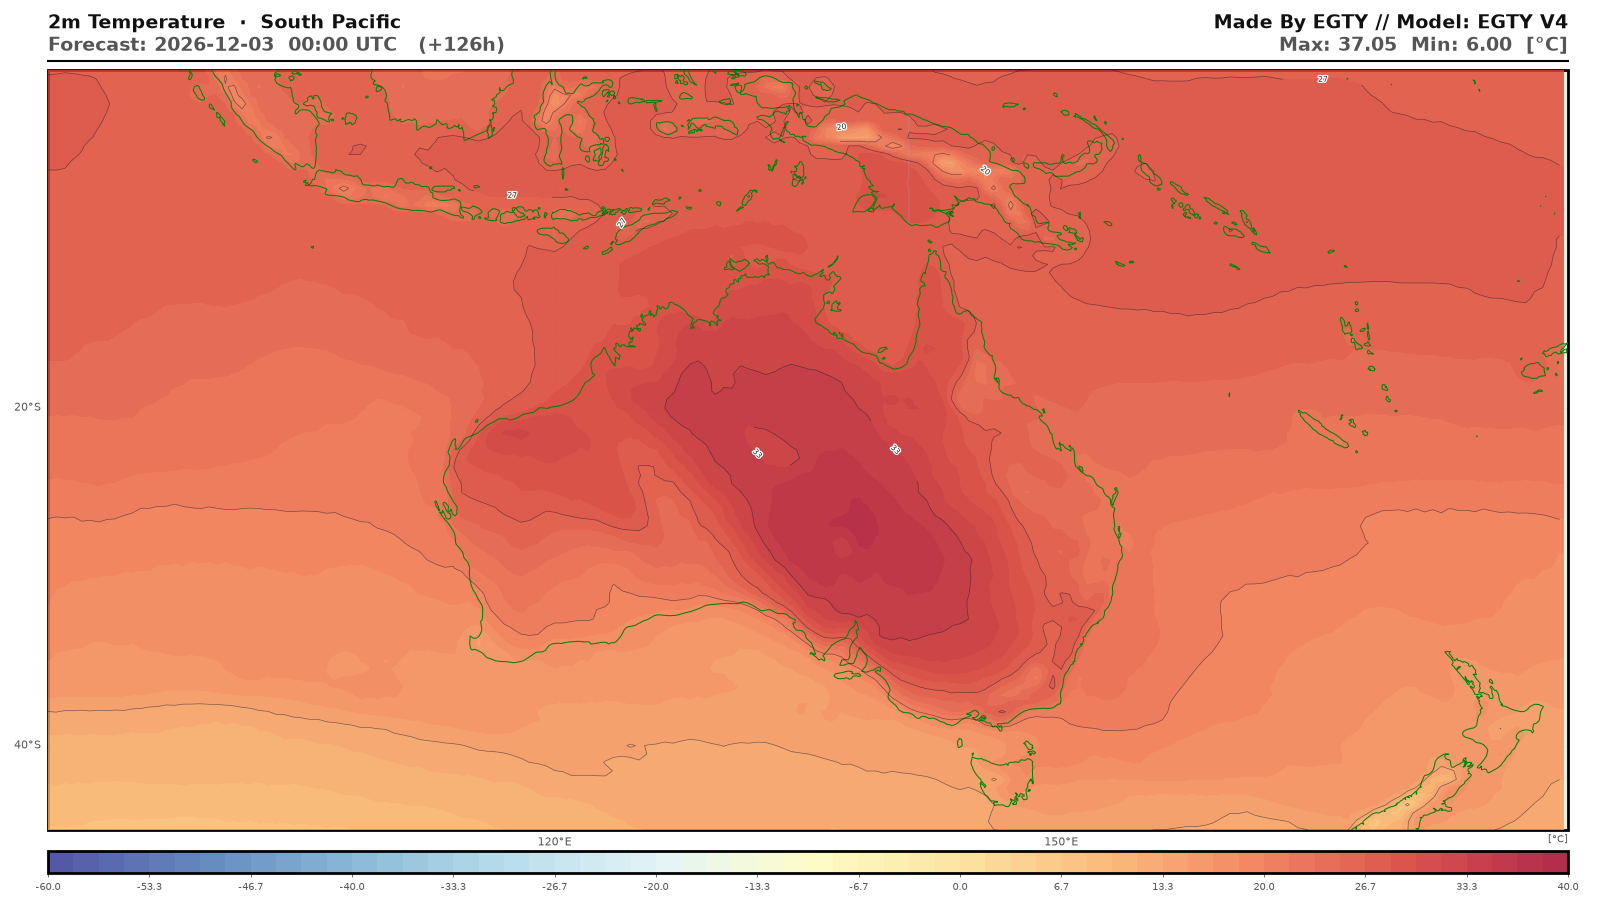 2m Temperature · South Pacific
Made By EGTY // Model: EGTY V4
Forecast: 2026-12-03 00:00 UTC (+126h)
Max: 37.05 Min: 6.00 [°C]
27
20
20
27
27
20°S
33
33
40°S
120°E
150°E
[°C]
-60.0 -53.3 -46.7 -40.0 -33.3 -26.7 -20.0 -13.3 -6.7 0.0 6.7 13.3 20.0 26.7 33.3 40.0